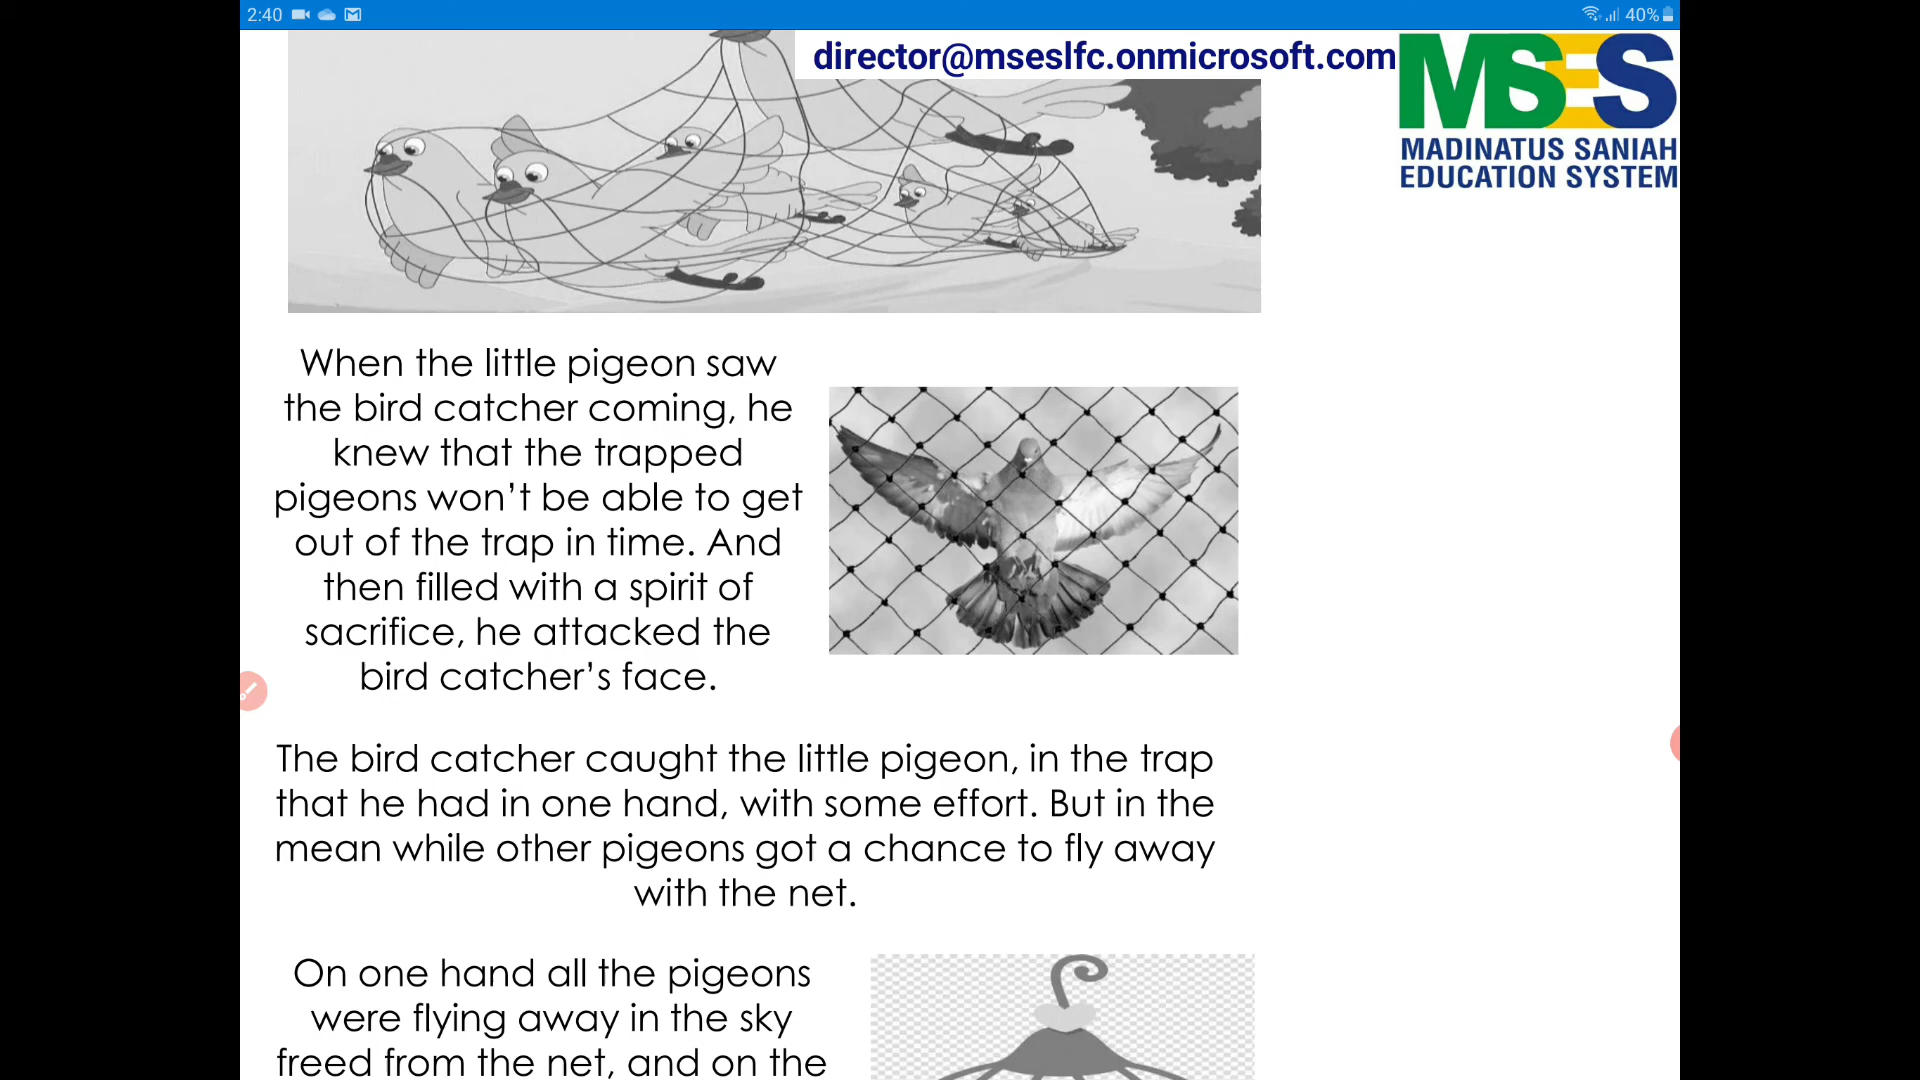 2:40
40%
director@mseslfc.onmicrosoft.com
MSES
MADINATUS SANIAH
EDUCATION SYSTEM
When the little pigeon saw
the bird catcher coming, he
knew that the trapped
pigeons won’t be able to get
out of the trap in time. And
then filled with a spirit of
sacrifice, he attacked the
bird catcher’s face.
The bird catcher caught the little pigeon, in the trap
that he had in one hand, with some effort. But in the
mean while other pigeons got a chance to fly away
with the net.
On one hand all the pigeons
were flying away in the sky
freed from the net, and on the